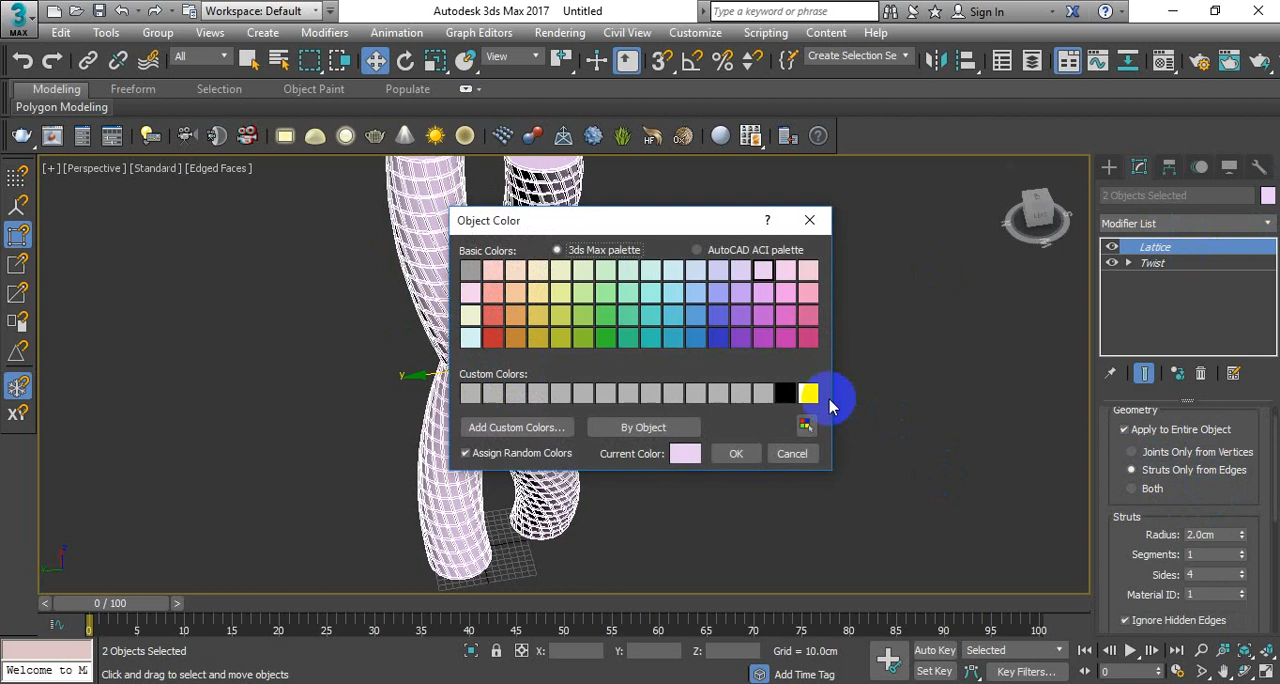 3
MAX
Workspace: Default
Autodesk 3ds Max 2017
Untitled
Type a keyword or phrase
Sign In
Edit Tools Group Views Create Modifiers Animation Graph Editors Rendering Civil View Customize Scripting Content Help
All
View
Create Selection Se
Modeling Freeform Selection Object Paint Populate
Polygon Modeling
[+] [Perspective] [Standard] [Edged Faces]
2 Objects Selected
Modifier List
Lattice
Twist
Object Color
?
Basic Colors:
3ds Max palette
AutoCAD ACI palette
Custom Colors:
Add Custom Colors...
By Object
Assign Random Colors
Current Color:
OK
Cancel
y
Geometry
Apply to Entire Object
Joints Only from Vertices
Struts Only from Edges
Both
Struts
Radius: 2.0cm
Segments: 1
Sides: 4
Material ID: 1
Ignore Hidden Edges
< 0 / 100 >
0 5 10 15 20 25 30 35 40 45 50 55 60 65 70 75 80 85 90 95 100
Welcome to M
2 Objects Selected
X: Y: Z: Grid = 10.0cm
Click and drag to select and move objects
Add Time Tag
Auto Key
Selected
Set Key
Key Filters...
0